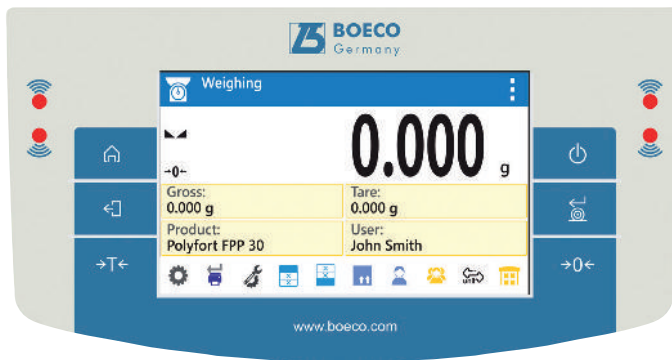 BOECO
Germany
Weighing
0.000 g
→0←
Gross:
0.000 g
Tare:
0.000 g
Product:
Polyfort FPP 30
User:
John Smith
→T←
→0←
unit
www.boeco.com